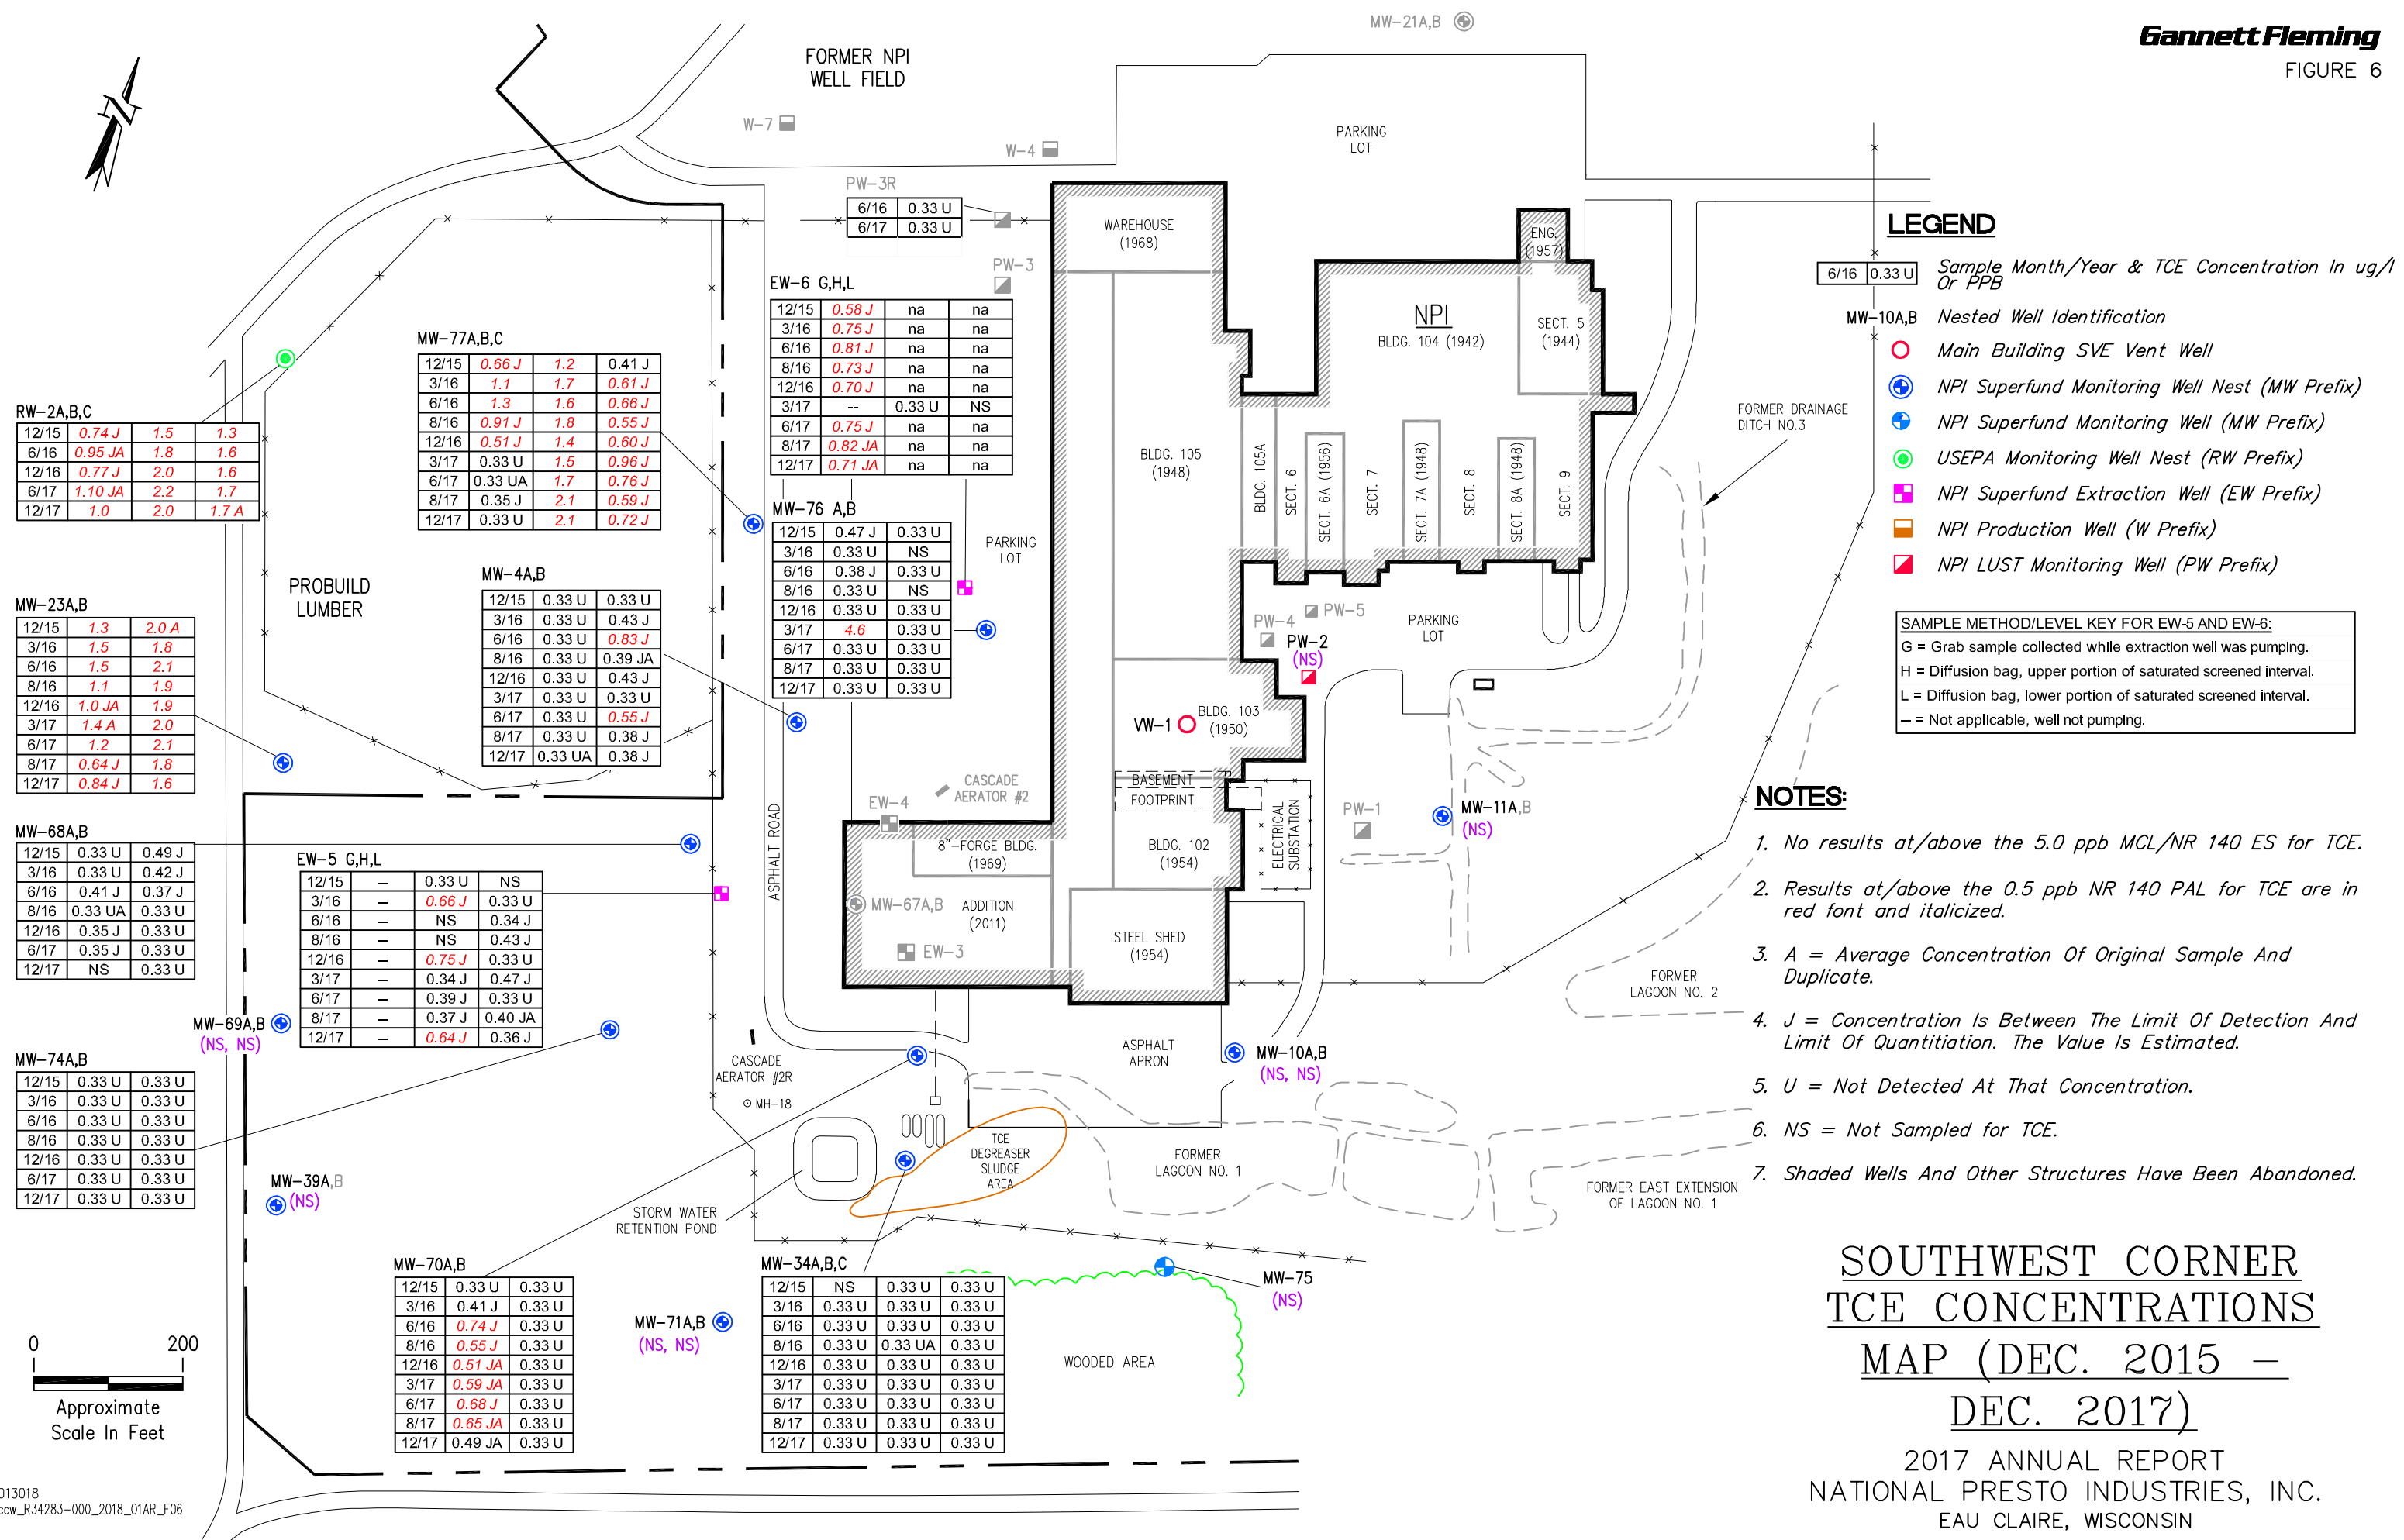 Gannett Fleming
FIGURE 6
MW-21A,B
FORMER NPI
WELL FIELD
W-7
W-4
PARKING
LOT
PW-3R
6/16 0.33 U
6/17 0.33 U
PW-3
WAREHOUSE
(1968)
ENG.
(1957)
NPI
BLDG. 104 (1942)
SECT. 5
(1944)
LEGEND
6/16 0.33 U Sample Month/Year & TCE Concentration In ug/l
Or PPB
MW-10A,B Nested Well Identification
Main Building SVE Vent Well
NPI Superfund Monitoring Well Nest (MW Prefix)
NPI Superfund Monitoring Well (MW Prefix)
USEPA Monitoring Well Nest (RW Prefix)
NPI Superfund Extraction Well (EW Prefix)
NPI Production Well (W Prefix)
NPI LUST Monitoring Well (PW Prefix)
EW-6 G,H,L
12/15 0.58 J na na
3/16 0.75 J na na
6/16 0.81 J na na
8/16 0.73 J na na
12/16 0.70 J na na
3/17 -- 0.33 U NS
6/17 0.75 J na na
8/17 0.82 JA na na
12/17 0.71 JA na na
MW-77A,B,C
12/15 0.66 J 1.2 0.41 J
3/16 1.1 1.7 0.61 J
6/16 1.3 1.6 0.66 J
8/16 0.91 J 1.8 0.55 J
12/16 0.51 J 1.4 0.60 J
3/17 0.33 U 1.5 0.96 J
6/17 0.33 UA 1.7 0.76 J
8/17 0.35 J 2.1 0.59 J
12/17 0.33 U 2.1 0.72 J
RW-2A,B,C
12/15 0.74 J 1.5 1.3
6/16 0.95 JA 1.8 1.6
12/16 0.77 J 2.0 1.6
6/17 1.10 JA 2.2 1.7
12/17 1.0 2.0 1.7 A
BLDG. 105
(1948)
BLDG. 105A
SECT. 6
SECT. 6A (1956)
SECT. 7
SECT. 7A (1948)
SECT. 8
SECT. 8A (1948)
SECT. 9
FORMER DRAINAGE
DITCH NO.3
MW-76 A,B
12/15 0.47 J 0.33 U
3/16 0.33 U NS
6/16 0.38 J 0.33 U
8/16 0.33 U NS
12/16 0.33 U 0.33 U
3/17 4.6 0.33 U
6/17 0.33 U 0.33 U
8/17 0.33 U 0.33 U
12/17 0.33 U 0.33 U
PARKING
LOT
PROBUILD
LUMBER
MW-4A,B
12/15 0.33 U 0.33 U
3/16 0.33 U 0.43 J
6/16 0.33 U 0.83 J
8/16 0.33 U 0.39 JA
12/16 0.33 U 0.43 J
3/17 0.33 U 0.33 U
6/17 0.33 U 0.55 J
8/17 0.33 U 0.38 J
12/17 0.33 UA 0.38 J
MW-23A,B
12/15 1.3 2.0 A
3/16 1.5 1.8
6/16 1.5 2.1
8/16 1.1 1.9
12/16 1.0 JA 1.9
3/17 1.4 A 2.0
6/17 1.2 2.1
8/17 0.64 J 1.8
12/17 0.84 J 1.6
PW-5
PW-4
PW-2
(NS)
PARKING
LOT
SAMPLE METHOD/LEVEL KEY FOR EW-5 AND EW-6:
G = Grab sample collected while extraction well was pumping.
H = Diffusion bag, upper portion of saturated screened interval.
L = Diffusion bag, lower portion of saturated screened interval.
-- = Not applicable, well not pumping.
VW-1
BLDG. 103
(1950)
BASEMENT
FOOTPRINT
CASCADE
AERATOR #2
ASPHALT ROAD
EW-4
8"-FORGE BLDG.
(1969)
BLDG. 102
(1954)
ELECTRICAL
SUBSTATION
PW-1
MW-11A,B
(NS)
MW-67A,B
ADDITION
(2011)
EW-3
STEEL SHED
(1954)
FORMER
LAGOON NO. 2
NOTES:
1. No results at/above the 5.0 ppb MCL/NR 140 ES for TCE.
2. Results at/above the 0.5 ppb NR 140 PAL for TCE are in
red font and italicized.
3. A = Average Concentration Of Original Sample And
Duplicate.
4. J = Concentration Is Between The Limit Of Detection And
Limit Of Quantitiation. The Value Is Estimated.
5. U = Not Detected At That Concentration.
6. NS = Not Sampled for TCE.
7. Shaded Wells And Other Structures Have Been Abandoned.
MW-68A,B
12/15 0.33 U 0.49 J
3/16 0.33 U 0.42 J
6/16 0.41 J 0.37 J
8/16 0.33 UA 0.33 U
12/16 0.35 J 0.33 U
6/17 0.35 J 0.33 U
12/17 NS 0.33 U
EW-5 G,H,L
12/15 – 0.33 U NS
3/16 – 0.66 J 0.33 U
6/16 – NS 0.34 J
8/16 – NS 0.43 J
12/16 – 0.75 J 0.33 U
3/17 – 0.34 J 0.47 J
6/17 – 0.39 J 0.33 U
8/17 – 0.37 J 0.40 JA
12/17 – 0.64 J 0.36 J
MW-69A,B
(NS, NS)
MW-74A,B
12/15 0.33 U 0.33 U
3/16 0.33 U 0.33 U
6/16 0.33 U 0.33 U
8/16 0.33 U 0.33 U
12/16 0.33 U 0.33 U
6/17 0.33 U 0.33 U
12/17 0.33 U 0.33 U
CASCADE
AERATOR #2R
MH-18
ASPHALT
APRON
MW-10A,B
(NS, NS)
TCE
DEGREASER
SLUDGE
AREA
FORMER
LAGOON NO. 1
FORMER EAST EXTENSION
OF LAGOON NO. 1
MW-39A,B
(NS)
STORM WATER
RETENTION POND
MW-70A,B
12/15 0.33 U 0.33 U
3/16 0.41 J 0.33 U
6/16 0.74 J 0.33 U
8/16 0.55 J 0.33 U
12/16 0.51 JA 0.33 U
3/17 0.59 JA 0.33 U
6/17 0.68 J 0.33 U
8/17 0.65 JA 0.33 U
12/17 0.49 JA 0.33 U
MW-71A,B
(NS, NS)
MW-34A,B,C
12/15 NS 0.33 U 0.33 U
3/16 0.33 U 0.33 U 0.33 U
6/16 0.33 U 0.33 U 0.33 U
8/16 0.33 U 0.33 UA 0.33 U
12/16 0.33 U 0.33 U 0.33 U
3/17 0.33 U 0.33 U 0.33 U
6/17 0.33 U 0.33 U 0.33 U
8/17 0.33 U 0.33 U 0.33 U
12/17 0.33 U 0.33 U 0.33 U
MW-75
(NS)
WOODED AREA
0 200
Approximate
Scale In Feet
SOUTHWEST CORNER
TCE CONCENTRATIONS
MAP (DEC. 2015 –
DEC. 2017)
2017 ANNUAL REPORT
NATIONAL PRESTO INDUSTRIES, INC.
EAU CLAIRE, WISCONSIN
013018
ccw_R34283-000_2018_01AR_F06